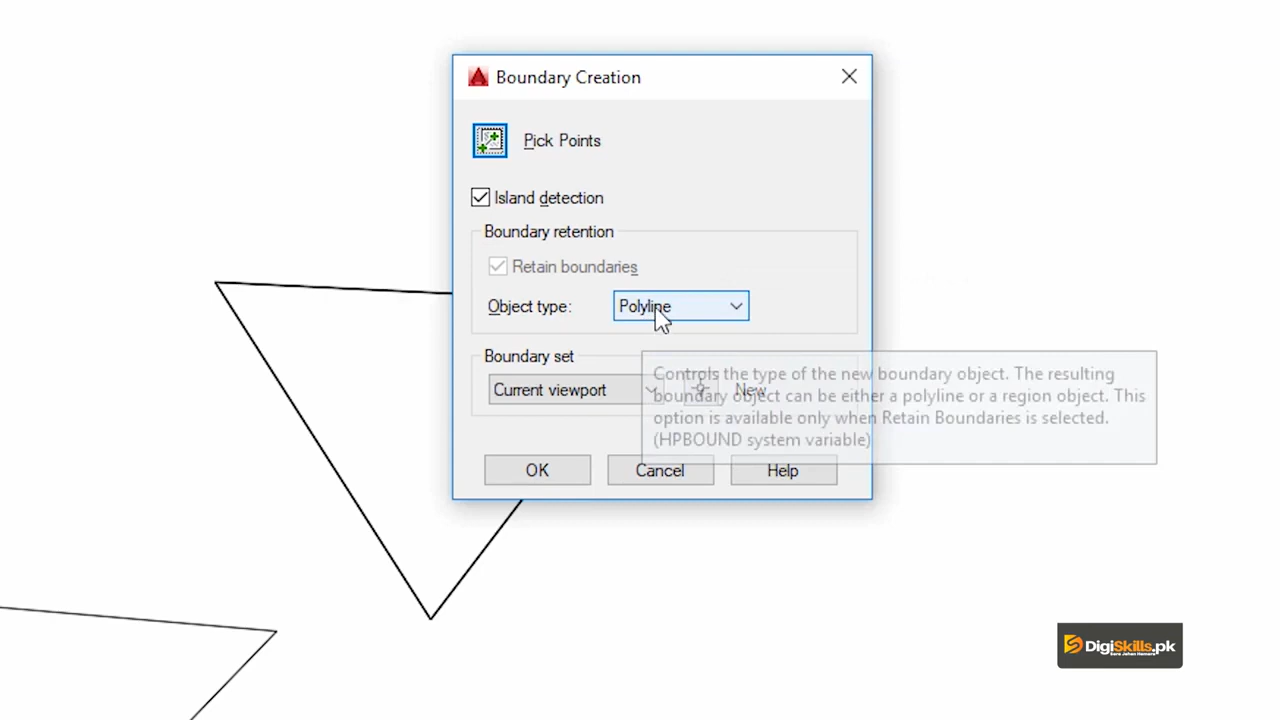 Boundary Creation
Pick Points
Island detection
Boundary retention
Retain boundaries
Object type:
Polyline
Boundary set
Current viewport
New
Controls the type of the new boundary object. The resulting
boundary object can be either a polyline or a region object. This
option is available only when Retain Boundaries is selected.
(HPBOUND system variable)
OK
Cancel
Help
DigiSkills.pk